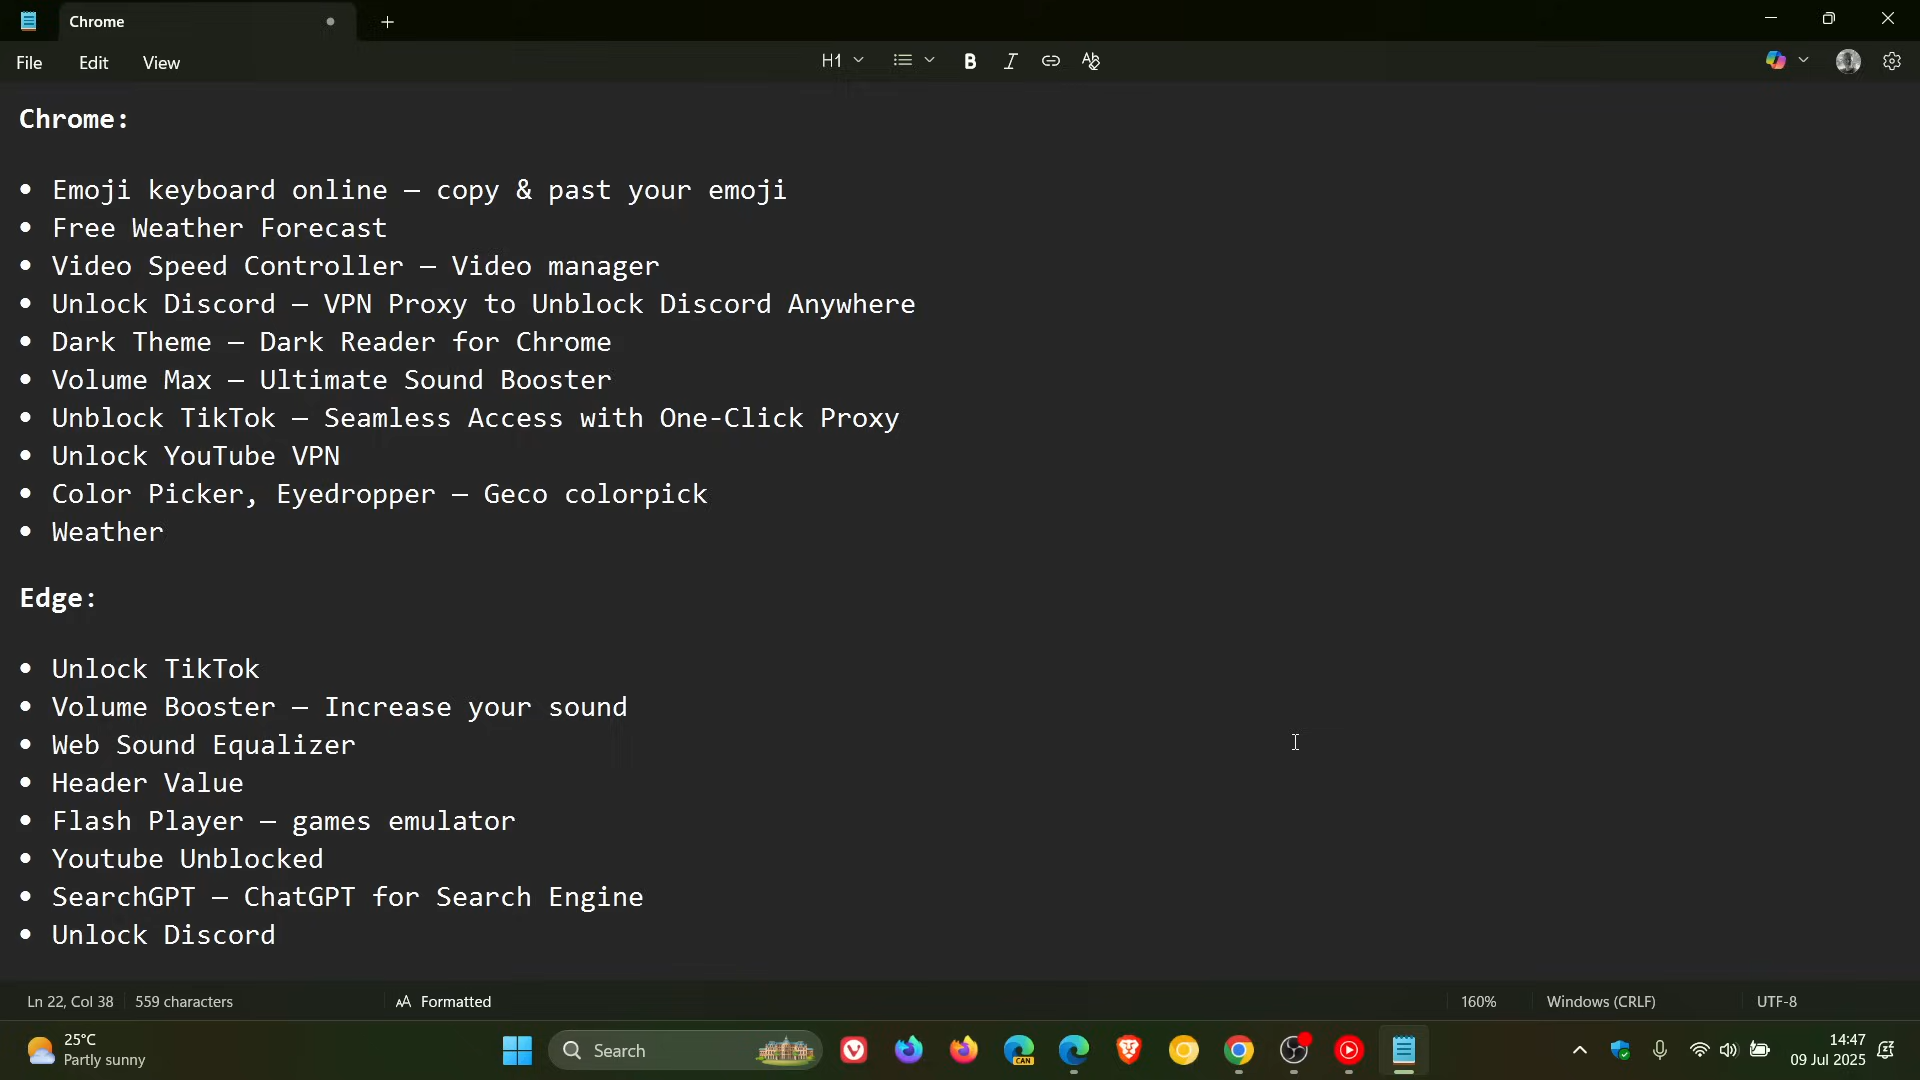 Chrome
File Edit View H1
Chrome:
• Emoji keyboard online — copy & past your emoji
• Free Weather Forecast
• Video Speed Controller — Video manager
• Unlock Discord — VPN Proxy to Unblock Discord Anywhere
• Dark Theme — Dark Reader for Chrome
• Volume Max — Ultimate Sound Booster
• Unblock TikTok — Seamless Access with One-Click Proxy
• Unlock YouTube VPN
• Color Picker, Eyedropper — Geco colorpick
• Weather
Edge:
• Unlock TikTok
• Volume Booster — Increase your sound
• Web Sound Equalizer
• Header Value
• Flash Player — games emulator
• Youtube Unblocked
• SearchGPT — ChatGPT for Search Engine
• Unlock Discord
Ln 22, Col 38 559 characters Formatted 160% Windows (CRLF) UTF-8
25°C
Partly sunny
Search
CAN
14:47
09 Jul 2025